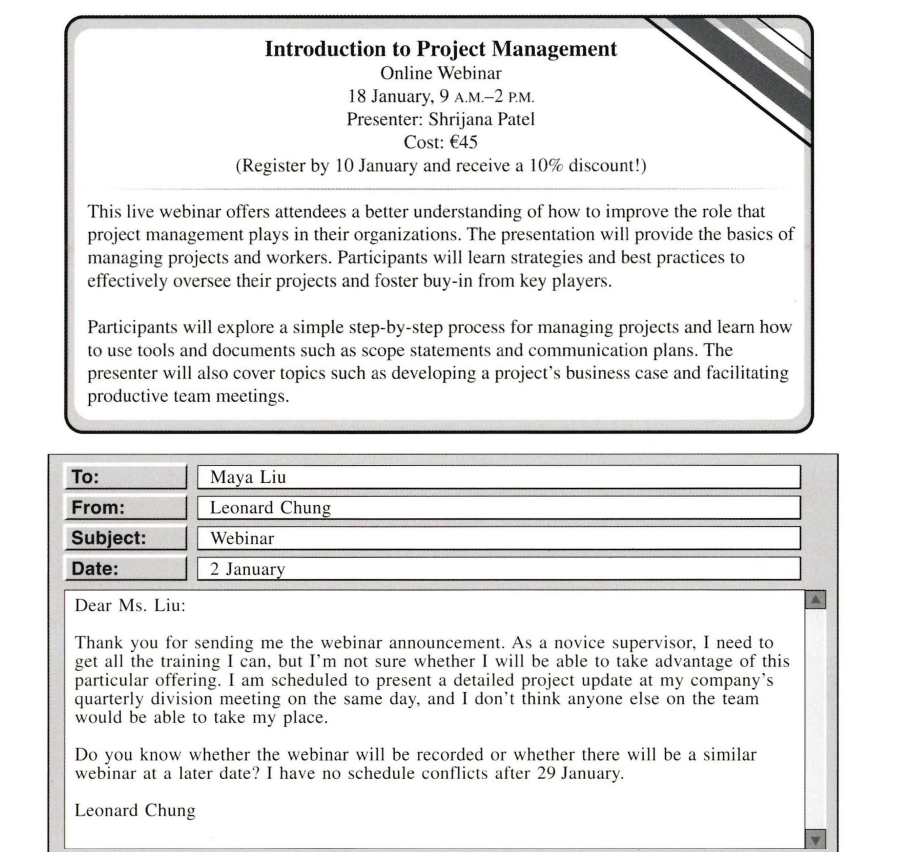 Introduction to Project Management
Online Webinar
18 January, 9 A.M.–2 P.M.
Presenter: Shrijana Patel
Cost: €45
(Register by 10 January and receive a 10% discount!)
This live webinar offers attendees a better understanding of how to improve the role that
project management plays in their organizations. The presentation will provide the basics of
managing projects and workers. Participants will learn strategies and best practices to
effectively oversee their projects and foster buy-in from key players.
Participants will explore a simple step-by-step process for managing projects and learn how
to use tools and documents such as scope statements and communication plans. The
presenter will also cover topics such as developing a project's business case and facilitating
productive team meetings.
To: Maya Liu
From: Leonard Chung
Subject: Webinar
Date: 2 January
Dear Ms. Liu:
Thank you for sending me the webinar announcement. As a novice supervisor, I need to
get all the training I can, but I'm not sure whether I will be able to take advantage of this
particular offering. I am scheduled to present a detailed project update at my company's
quarterly division meeting on the same day, and I don't think anyone else on the team
would be able to take my place.
Do you know whether the webinar will be recorded or whether there will be a similar
webinar at a later date? I have no schedule conflicts after 29 January.
Leonard Chung